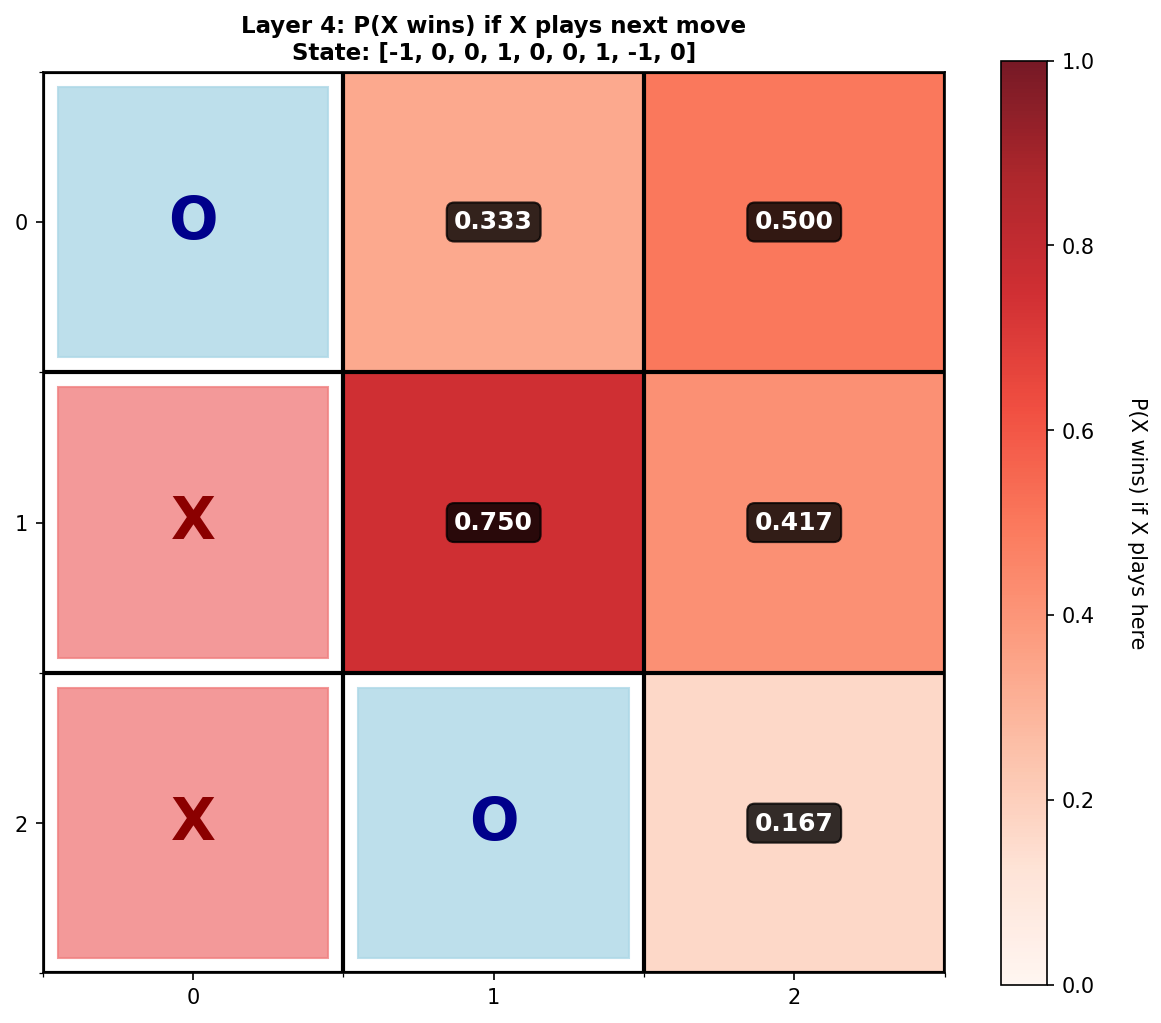 Layer 4: P(X wins) if X plays next move
State: [-1, 0, 0, 1, 0, 0, 1, -1, 0]
0 O 0.333 0.500
1 X 0.750 0.417
2 X O 0.167
0 1 2
1.0
0.8
0.6
0.4
0.2
0.0
P(X wins) if X plays here